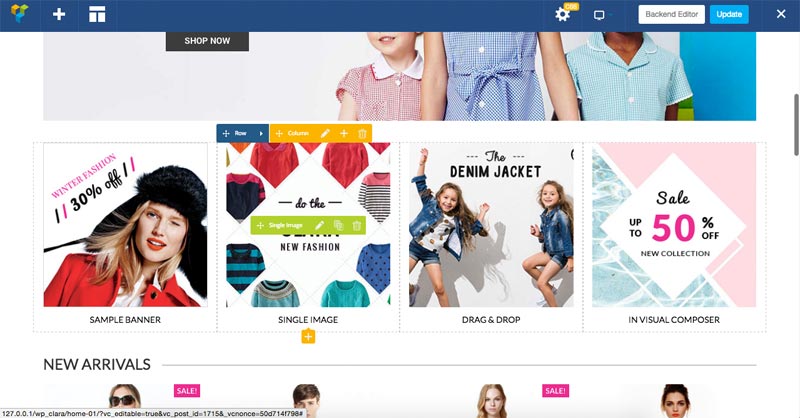 CSS
Backend Editor
Update
SHOP NOW
Row
Column
WINTER FASHION
// 30% off //
do the
Single Image
NEW FASHION
--- The ---
DENIM JACKET
Sale
UP TO 50 % OFF
NEW COLLECTION
SAMPLE BANNER
SINGLE IMAGE
DRAG & DROP
IN VISUAL COMPOSER
NEW ARRIVALS
SALE!
SALE!
127.0.0.1/wp_clara/home-01/?vc_editable=true&vc_post_id=1715&_vcnonce=50d714f798#